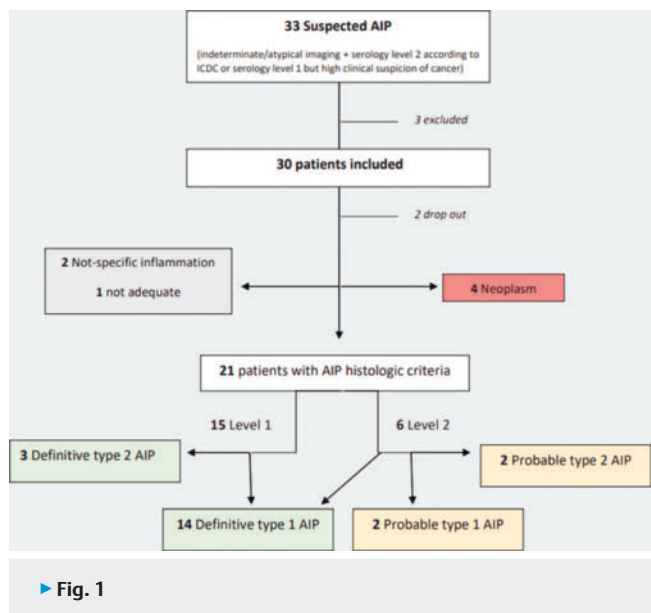 33 Suspected AIP
(indeterminate/atypical imaging + serology level 2 according to
ICDC or serology level 1 but high clinical suspicion of cancer)
3 excluded
30 patients included
2 drop out
2 Not-specific inflammation
1 not adequate
4 Neoplasm
21 patients with AIP histologic criteria
15 Level 1
6 Level 2
3 Definitive type 2 AIP
2 Probable type 2 AIP
14 Definitive type 1 AIP
2 Probable type 1 AIP
▶ Fig. 1